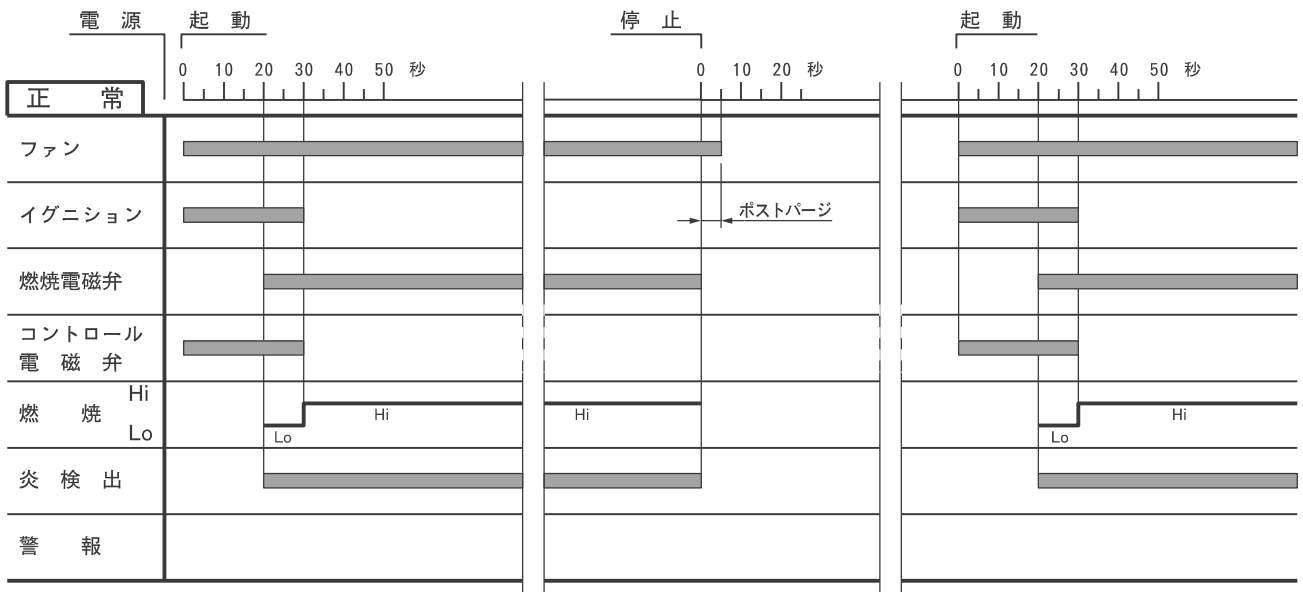 電源 起動 停止 起動
0 10 20 30 40 50 秒 0 10 20 秒 0 10 20 30 40 50 秒
正常
ファン
イグニション ポストパージ
燃焼電磁弁
コントロール
電磁弁
燃焼 Hi Hi Hi Hi
Lo Lo Lo
炎検出
警報